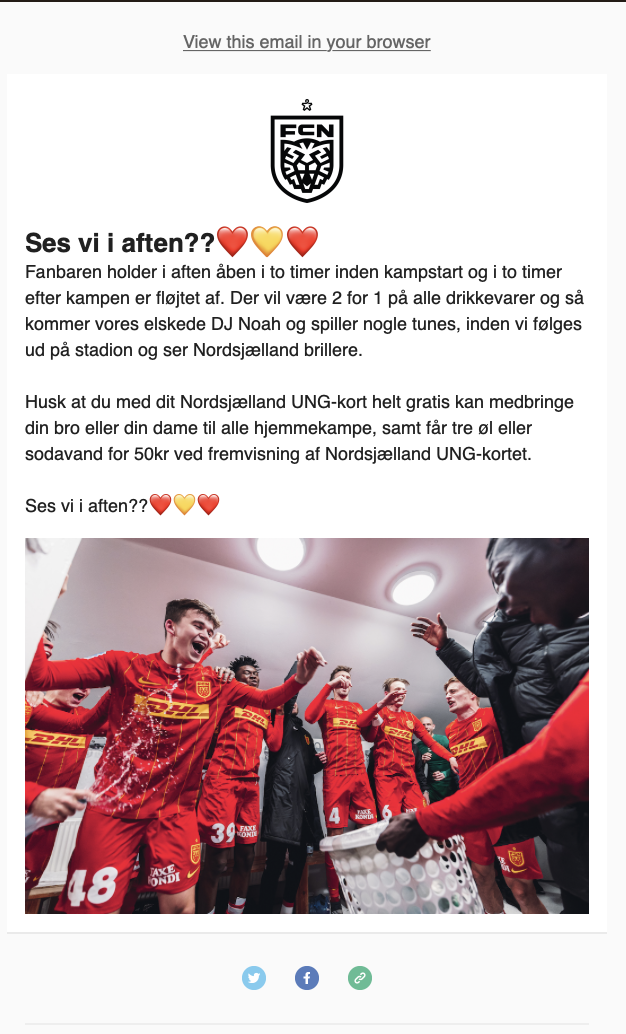 View this email in your browser
FCN
Ses vi i aften??❤️💛❤️
Fanbaren holder i aften åben i to timer inden kampstart og i to timer
efter kampen er fløjtet af. Der vil være 2 for 1 på alle drikkevarer og så
kommer vores elskede DJ Noah og spiller nogle tunes, inden vi følges
ud på stadion og ser Nordsjælland brillere.
Husk at du med dit Nordsjælland UNG-kort helt gratis kan medbringe
din bro eller din dame til alle hjemmekampe, samt får tre øl eller
sodavand for 50kr ved fremvisning af Nordsjælland UNG-kortet.
Ses vi i aften??❤️💛❤️
DHL
DHL
DHL
DHL
DHL
DHL
39
FAXE
KONDI
4
FAXE
KONDI
6
48
FAXE
KONDI